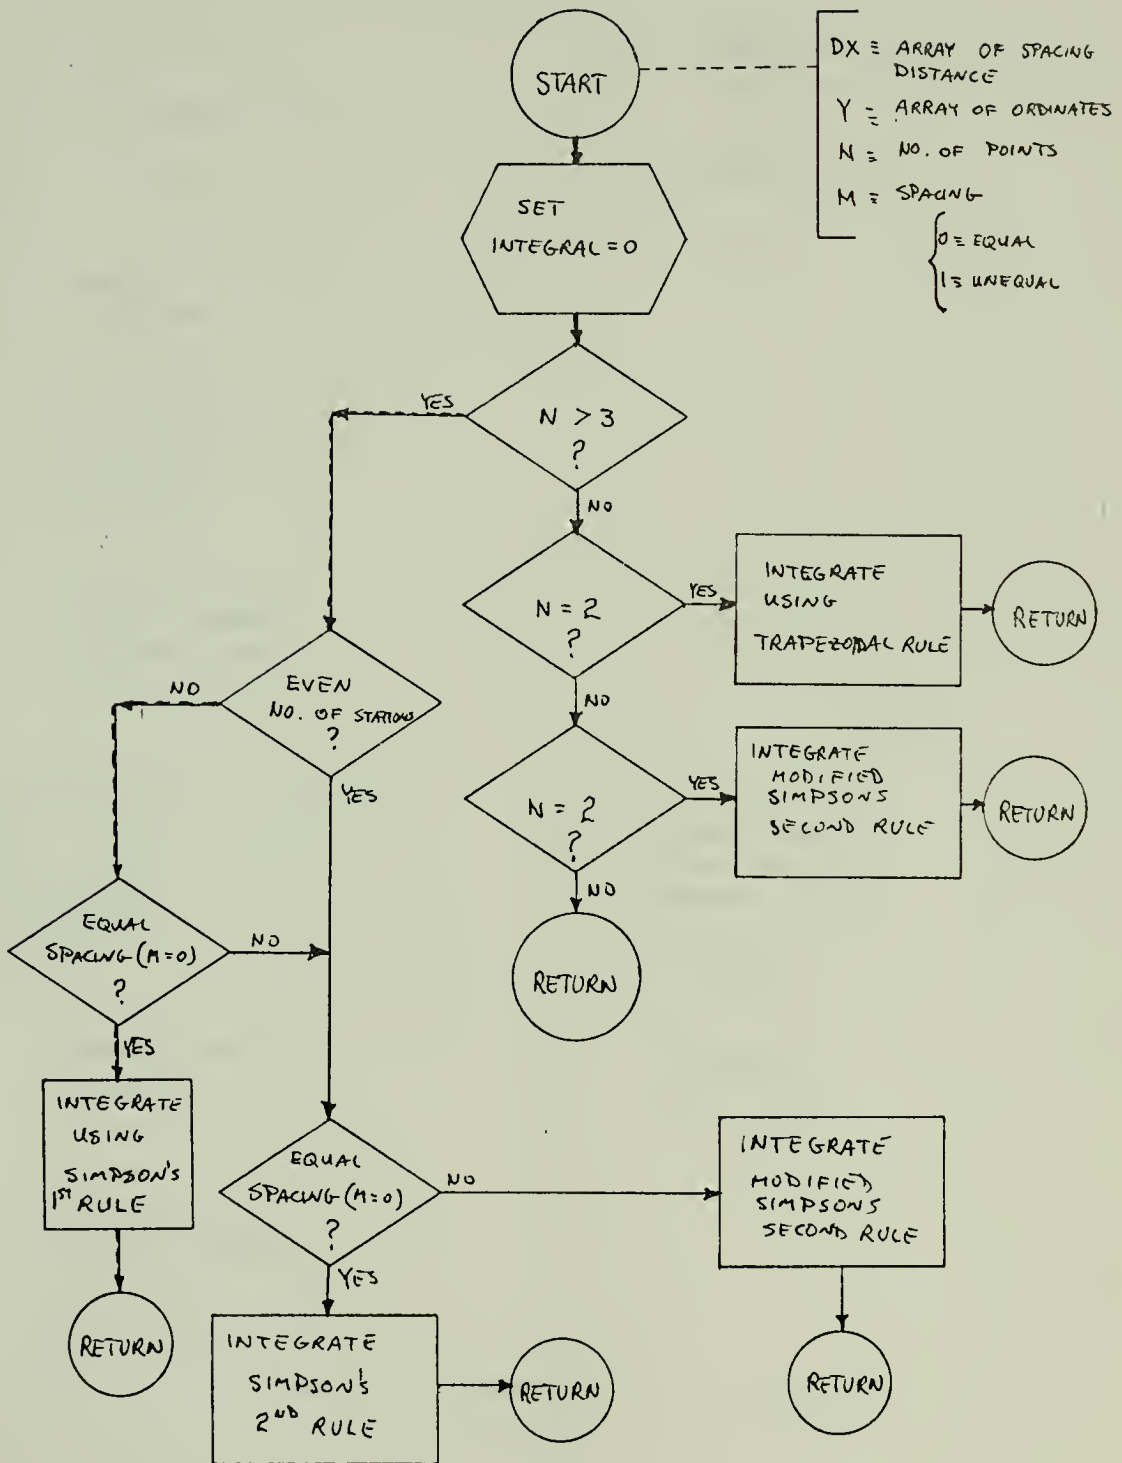 START
DX ≡ ARRAY OF SPACING
DISTANCE
Y ≡ ARRAY OF ORDINATES
N ≡ NO. OF POINTS
M ≡ SPACING
0 ≡ EQUAL
1 ≡ UNEQUAL
SET
INTEGRAL = 0
YES
N > 3
?
NO
N = 2
?
YES
INTEGRATE
USING
TRAPEZOIDAL RULE
RETURN
NO
EVEN
NO. OF STATIONS
?
NO
YES
N = 2
?
YES
INTEGRATE
MODIFIED
SIMPSONS
SECOND RULE
RETURN
NO
RETURN
EQUAL
SPACING (M=0)
?
NO
YES
INTEGRATE
USING
SIMPSON'S
1ST RULE
RETURN
EQUAL
SPACING (M=0)
?
NO
INTEGRATE
MODIFIED
SIMPSONS
SECOND RULE
RETURN
YES
INTEGRATE
SIMPSON'S
2ND RULE
RETURN